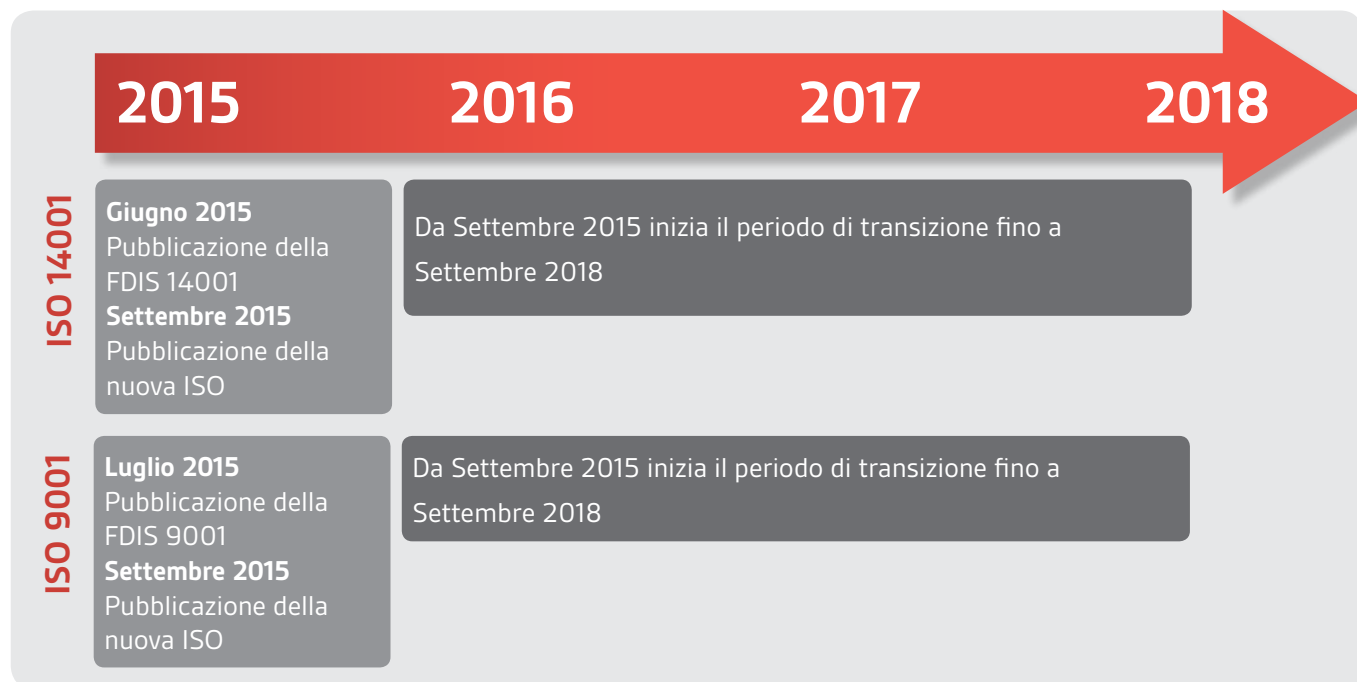 2015 2016 2017 2018
ISO 14001
Giugno 2015
Pubblicazione della
FDIS 14001
Settembre 2015
Pubblicazione della
nuova ISO
Da Settembre 2015 inizia il periodo di transizione fino a
Settembre 2018
ISO 9001
Luglio 2015
Pubblicazione della
FDIS 9001
Settembre 2015
Pubblicazione della
nuova ISO
Da Settembre 2015 inizia il periodo di transizione fino a
Settembre 2018